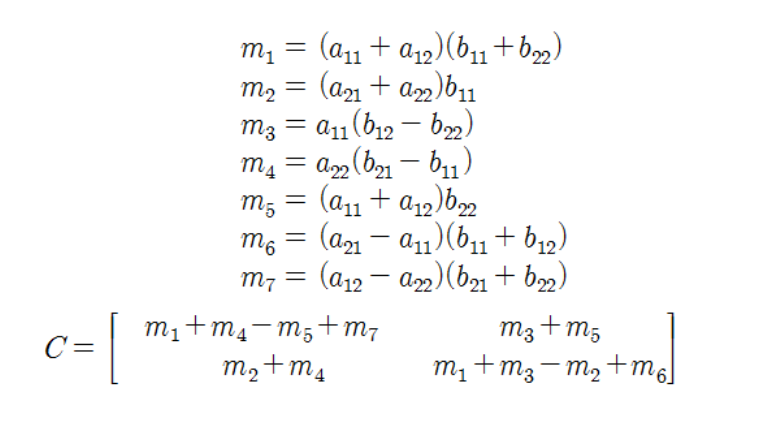 m₁ = (a₁₁ + a₁₂)(b₁₁ + b₂₂)
m₂ = (a₂₁ + a₂₂)b₁₁
m₃ = a₁₁(b₁₂ − b₂₂)
m₄ = a₂₂(b₂₁ − b₁₁)
m₅ = (a₁₁ + a₁₂)b₂₂
m₆ = (a₂₁ − a₁₁)(b₁₁ + b₁₂)
m₇ = (a₁₂ − a₂₂)(b₂₁ + b₂₂)
C = [ m₁ + m₄ − m₅ + m₇ m₃ + m₅
m₂ + m₄ m₁ + m₃ − m₂ + m₆ ]